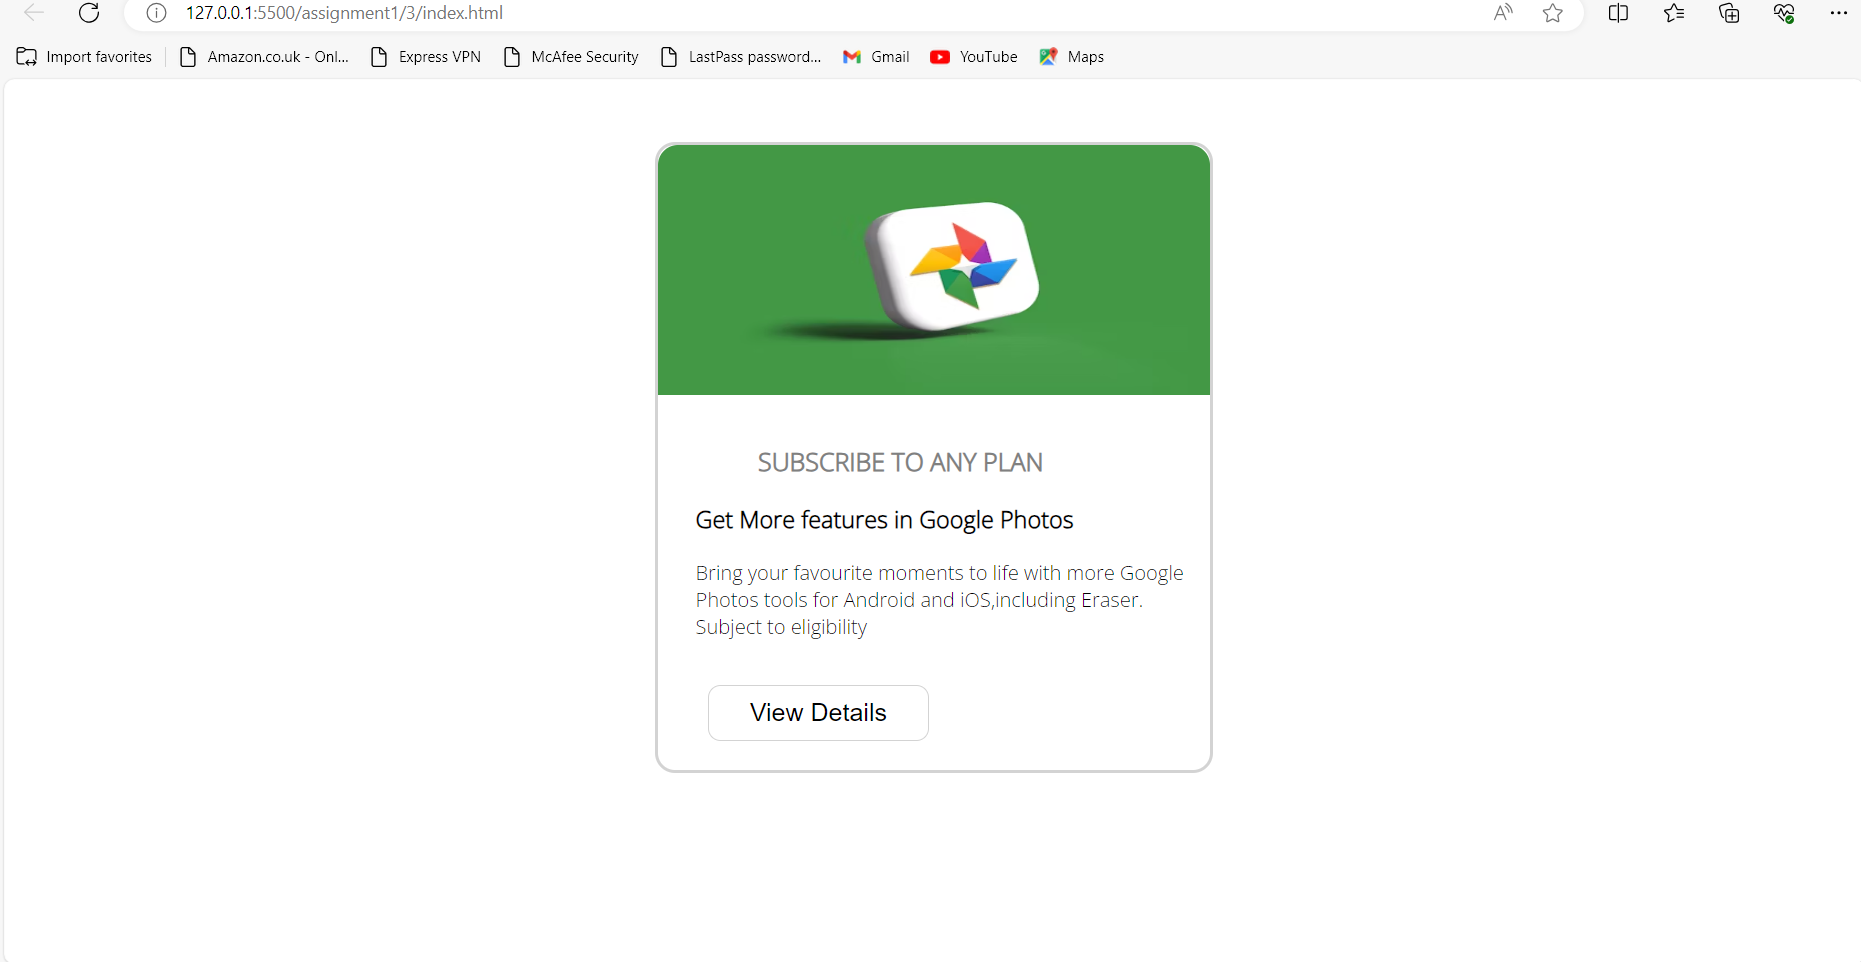 127.0.0.1:5500/assignment1/3/index.html
Import favorites Amazon.co.uk - Onl... Express VPN McAfee Security LastPass password... Gmail YouTube Maps
SUBSCRIBE TO ANY PLAN
Get More features in Google Photos
Bring your favourite moments to life with more Google
Photos tools for Android and iOS,including Eraser.
Subject to eligibility
View Details